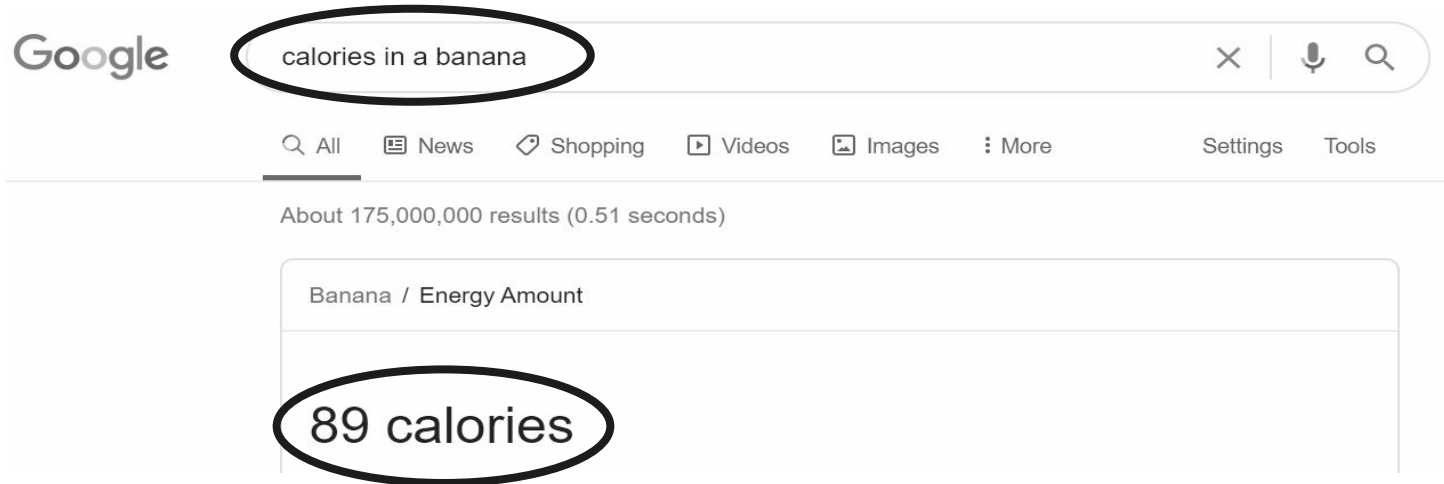 Google calories in a banana
All News Shopping Videos Images More Settings Tools
About 175,000,000 results (0.51 seconds)
Banana / Energy Amount
89 calories